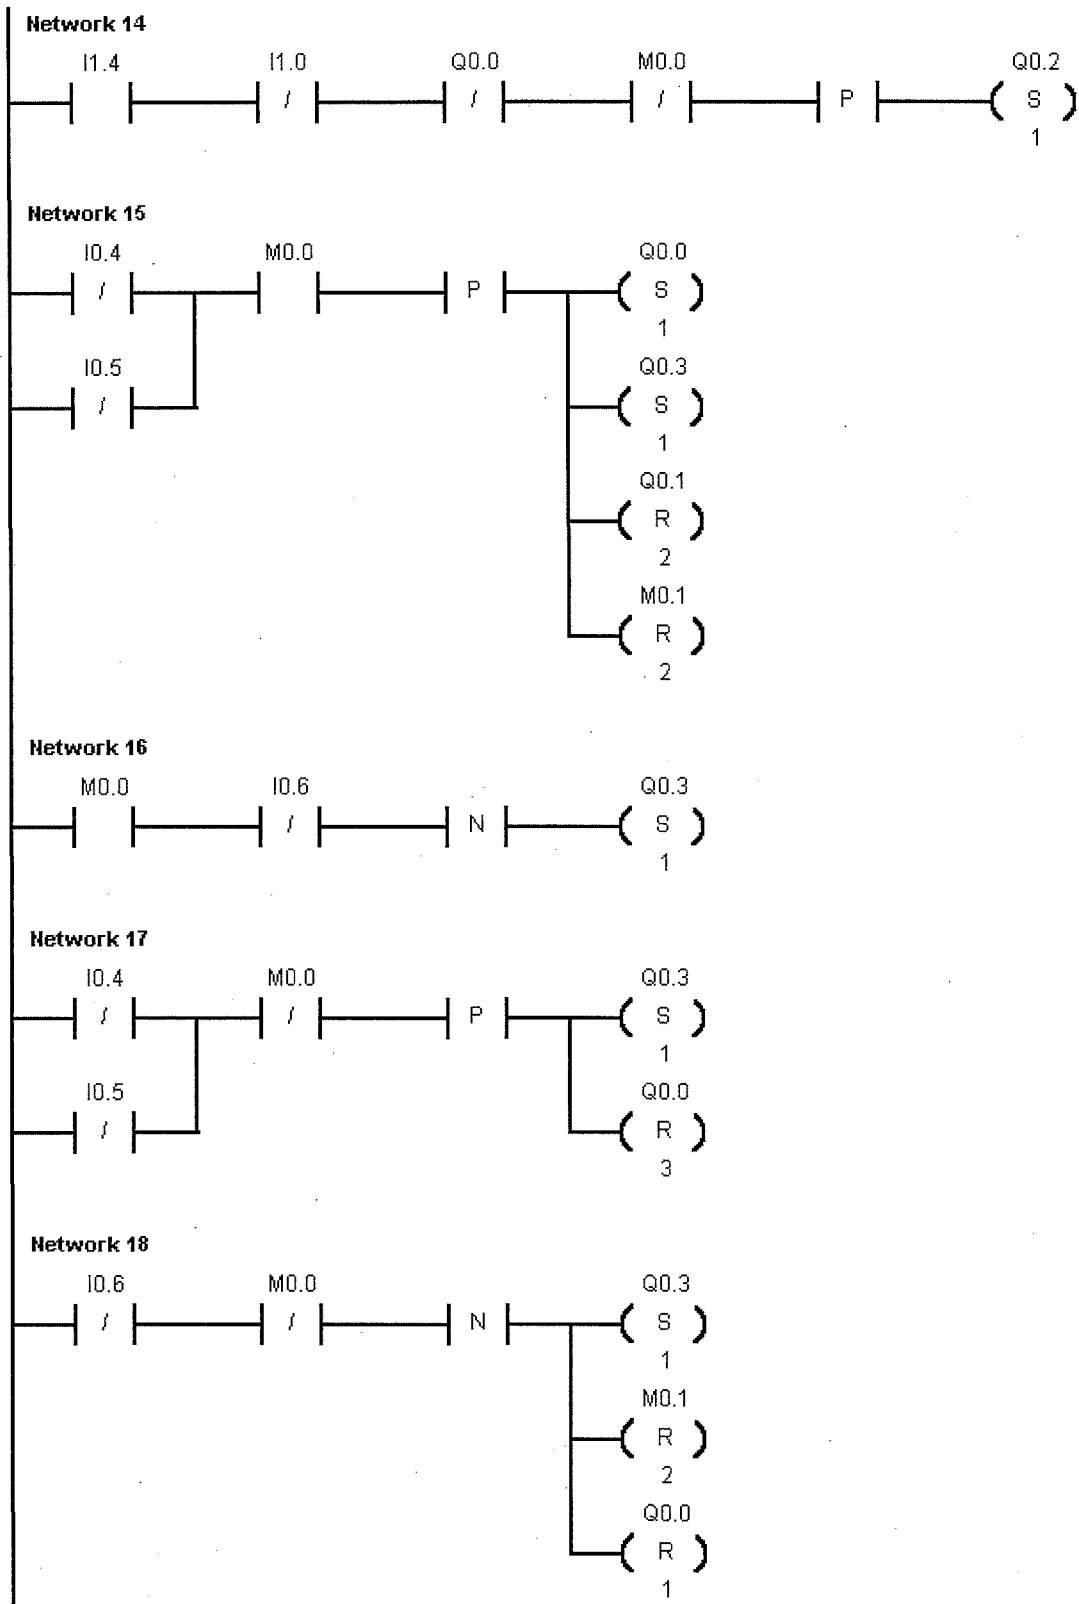 Network 14
I1.4 I1.0 Q0.0 M0.0 Q0.2
/ / / P S
1
Network 15
I0.4 M0.0 Q0.0
/ P S
1
I0.5 Q0.3
/ S
1
Q0.1
R
2
M0.1
R
2
Network 16
M0.0 I0.6 Q0.3
/ N S
1
Network 17
I0.4 M0.0 Q0.3
/ / P S
1
I0.5 Q0.0
/ R
3
Network 18
I0.6 M0.0 Q0.3
/ / N S
1
M0.1
R
2
Q0.0
R
1